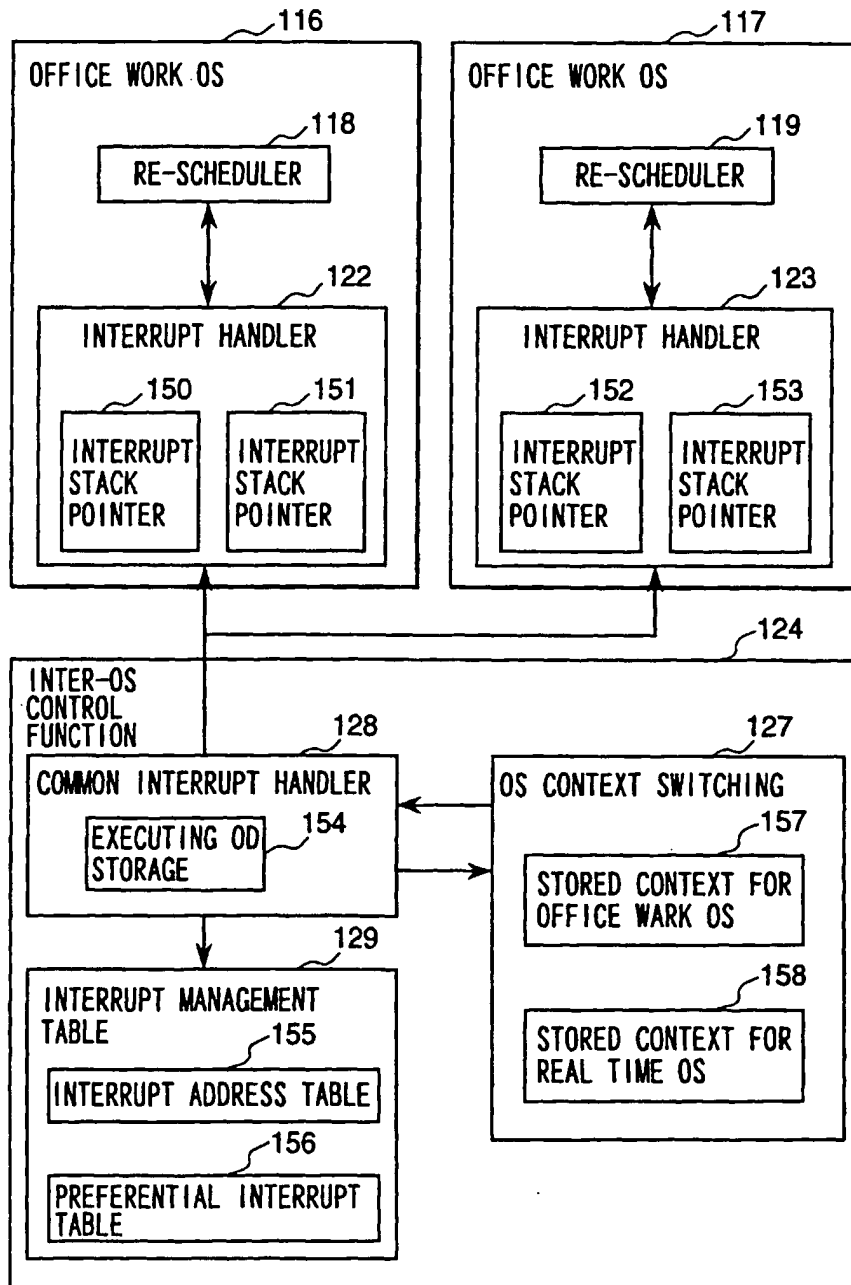 116
OFFICE WORK OS
118
RE-SCHEDULER
122
INTERRUPT HANDLER
150
INTERRUPT
STACK
POINTER
151
INTERRUPT
STACK
POINTER
117
OFFICE WORK OS
119
RE-SCHEDULER
123
INTERRUPT HANDLER
152
INTERRUPT
STACK
POINTER
153
INTERRUPT
STACK
POINTER
124
INTER-OS
CONTROL
FUNCTION
128
COMMON INTERRUPT HANDLER
154
EXECUTING OD
STORAGE
127
OS CONTEXT SWITCHING
157
STORED CONTEXT FOR
OFFICE WARK OS
158
STORED CONTEXT FOR
REAL TIME OS
129
INTERRUPT MANAGEMENT
TABLE
155
INTERRUPT ADDRESS TABLE
156
PREFERENTIAL INTERRUPT
TABLE